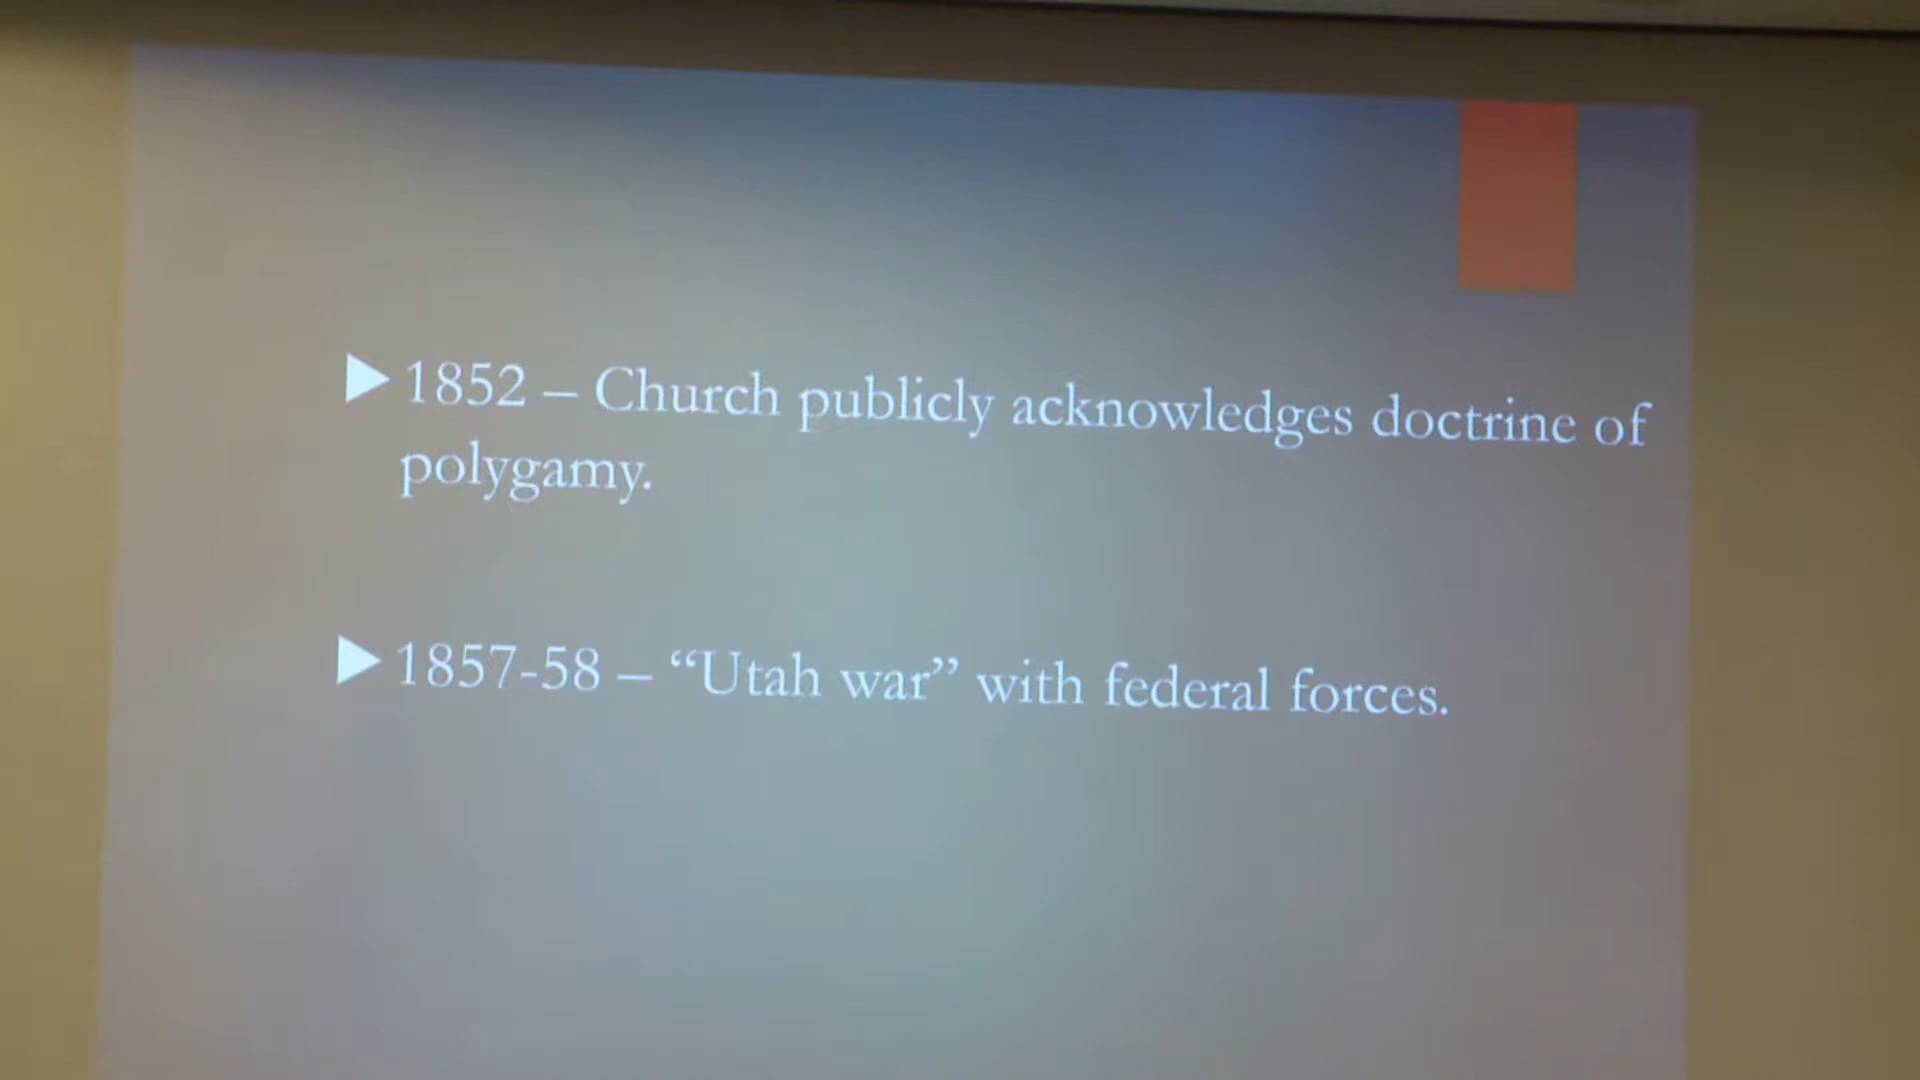 ▶ 1852 – Church publicly acknowledges doctrine of
polygamy.
▶ 1857-58 – “Utah war” with federal forces.